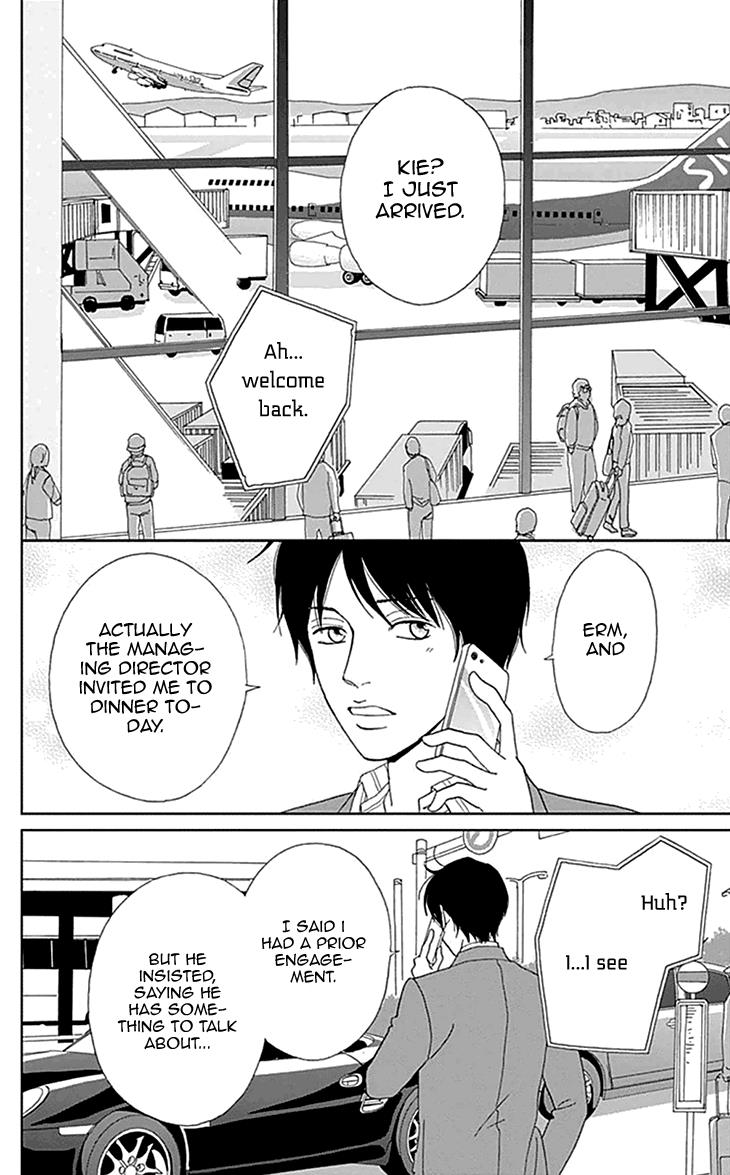 KIE?
I JUST
ARRIVED.
SN
Ah...
welcome
back.
ERM,
AND
ACTUALLY
THE MANAG-
ING DIRECTOR
INVITED ME TO
DINNER TO-
DAY.
Huh?
I...I see
I SAID I
HAD A PRIOR
ENGAGE-
MENT.
BUT HE
INSISTED,
SAYING HE
HAS SOME-
THING TO TALK
ABOUT...